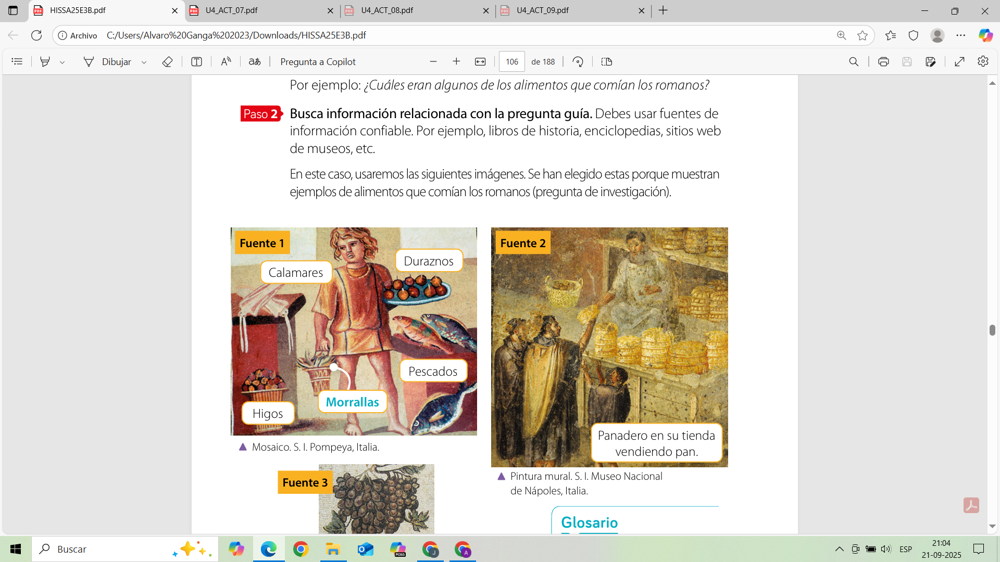 HISSA25E3B.pdf
U4_ACT_07.pdf
U4_ACT_08.pdf
U4_ACT_09.pdf
Archivo
C:/Users/Alvaro%20Ganga%202023/Downloads/HISSA25E3B.pdf
Dibujar
Pregunta a Copilot
106
de 188
Por ejemplo: ¿Cuáles eran algunos de los alimentos que comían los romanos?
Paso 2
Busca información relacionada con la pregunta guía. Debes usar fuentes de
información confiable. Por ejemplo, libros de historia, enciclopedias, sitios web
de museos, etc.
En este caso, usaremos las siguientes imágenes. Se han elegido estas porque muestran
ejemplos de alimentos que comían los romanos (pregunta de investigación).
Fuente 1
Calamares
Duraznos
Pescados
Morrallas
Higos
Mosaico. S. I. Pompeya, Italia.
Fuente 2
Panadero en su tienda
vendiendo pan.
Pintura mural. S. I. Museo Nacional
de Nápoles, Italia.
Fuente 3
Glosario
Buscar
M365
J
A
ESP
21:04
21-09-2025